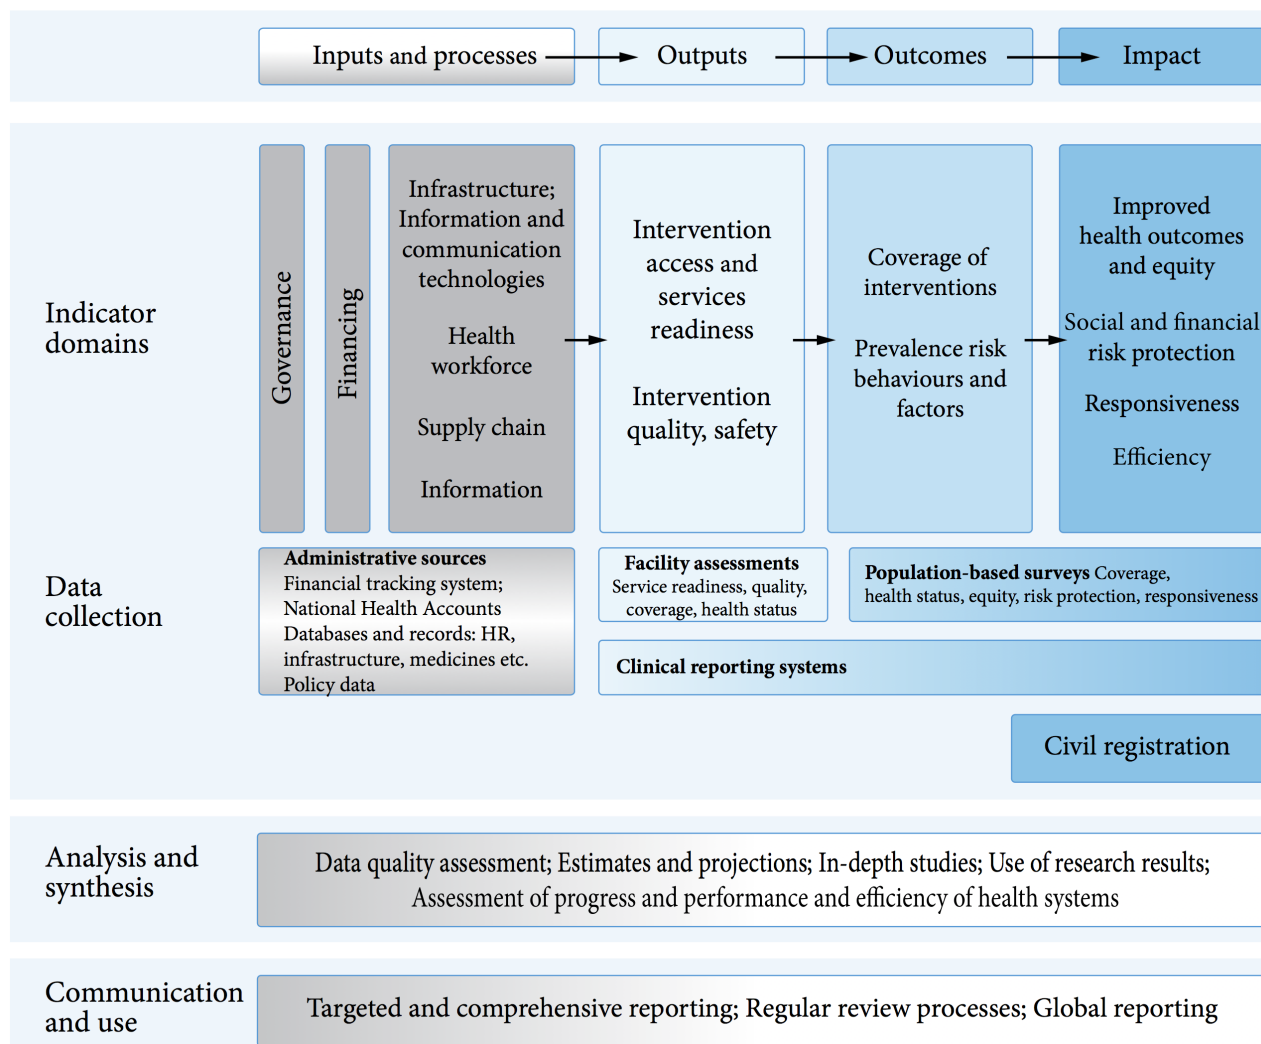 Inputs and processes
Outputs
Outcomes
Impact
Indicator
domains
Governance
Financing
Infrastructure;
Information and
communication
technologies
Health
workforce
Supply chain
Information
Intervention
access and
services
readiness
Intervention
quality, safety
Coverage of
interventions
Prevalence risk
behaviours and
factors
Improved
health outcomes
and equity
Social and financial
risk protection
Responsiveness
Efficiency
Data
collection
Administrative sources
Financial tracking system;
National Health Accounts
Databases and records: HR,
infrastructure, medicines etc.
Policy data
Facility assessments
Service readiness, quality,
coverage, health status
Population-based surveys Coverage,
health status, equity, risk protection, responsiveness
Clinical reporting systems
Civil registration
Analysis and
synthesis
Data quality assessment; Estimates and projections; In-depth studies; Use of research results;
Assessment of progress and performance and efficiency of health systems
Communication
and use
Targeted and comprehensive reporting; Regular review processes; Global reporting